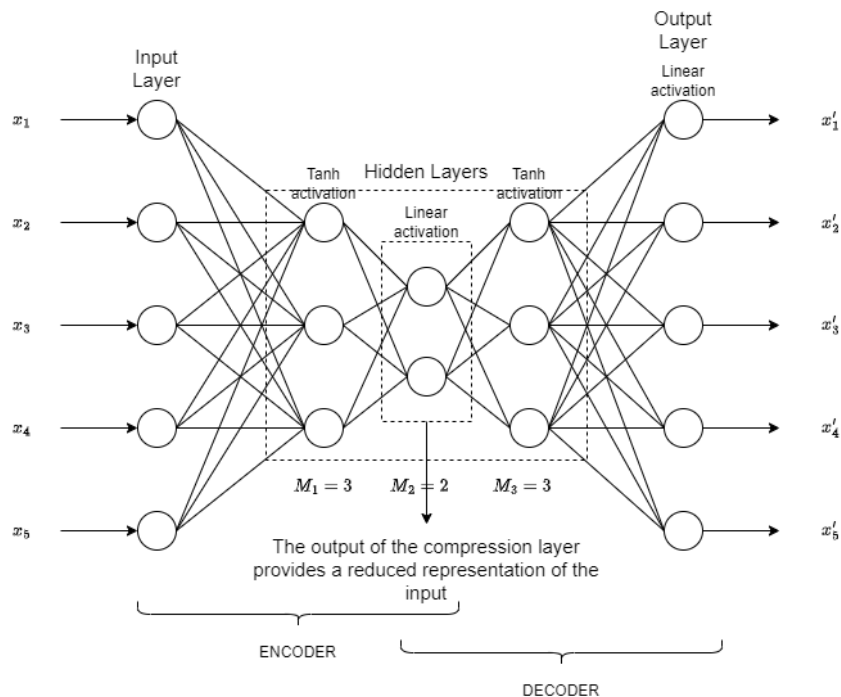 Output
Layer
Input
Layer
Linear
activation
x₁
x′₁
Tanh
activation
Hidden Layers
Tanh
activation
x₂
Linear
activation
x′₂
x₃
x′₃
x₄
x′₄
M₁ = 3
M₂ = 2
M₃ = 3
x₅
x′₅
The output of the compression layer
provides a reduced representation of the
input
ENCODER
DECODER